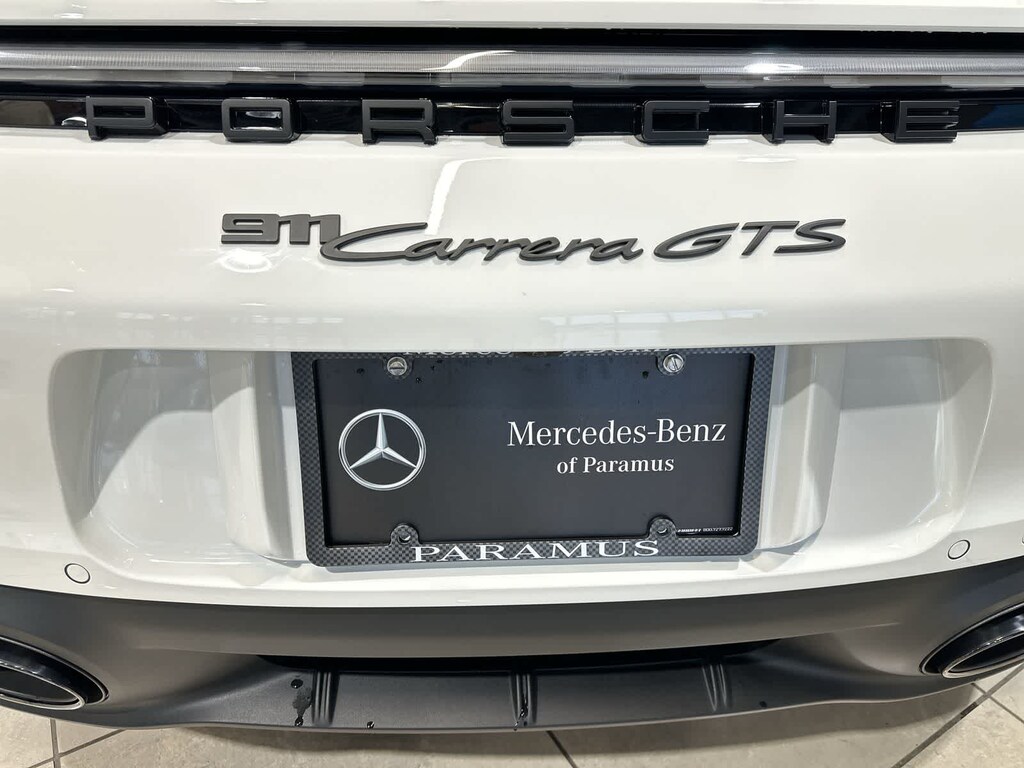 PORSCHE
911 Carrera GTS
Mercedes-Benz
of Paramus
PARAMUS